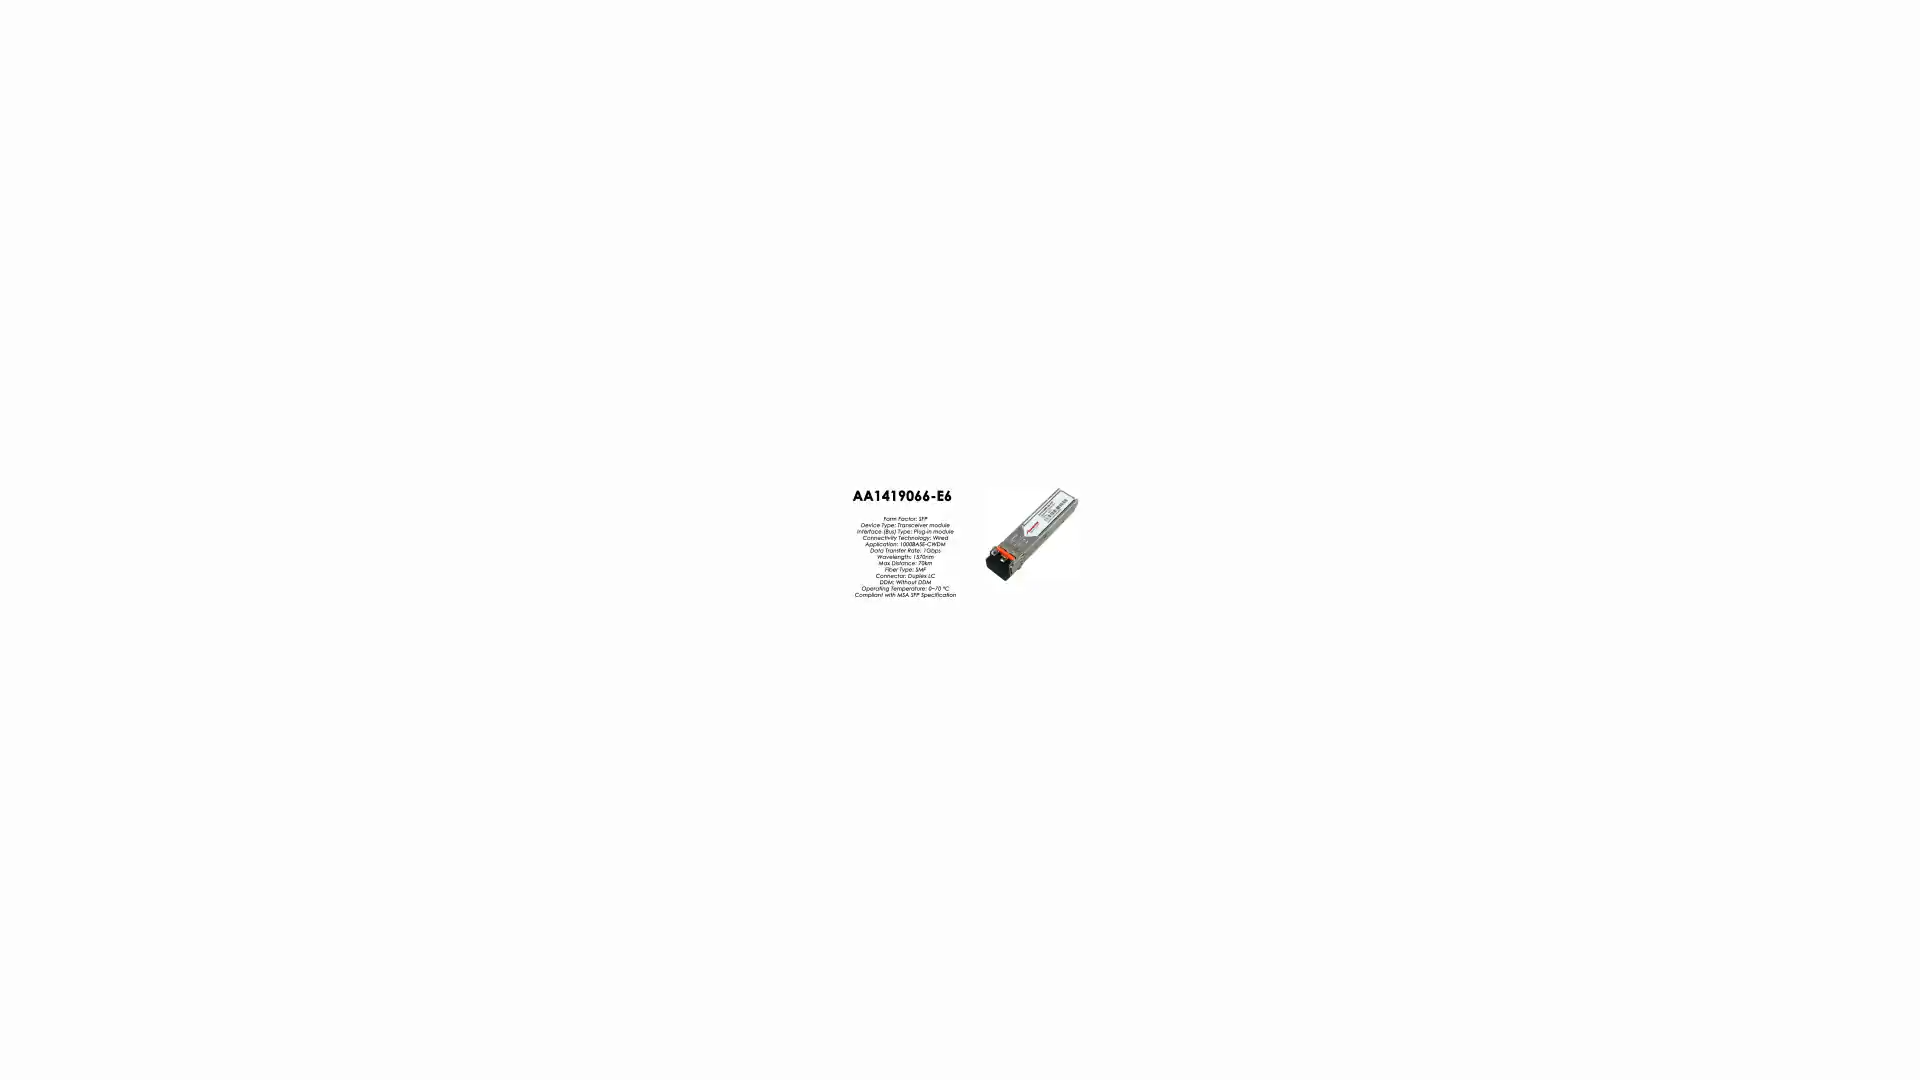 AA1419066-E6
Form Factor: SFP
Device Type: Transceiver module
Interface (Bus) Type: Plug-in module
Connectivity Technology: Wired
Application: 1000BASE-CWDM
Data Transfer Rate: 1Gbps
Wavelength: 1570nm
Max Distance: 70km
Fiber Type: SMF
Connector: Duplex LC
DDM: Without DDM
Operating Temperature: 0~70 °C
Compliant with MSA SFP Specification